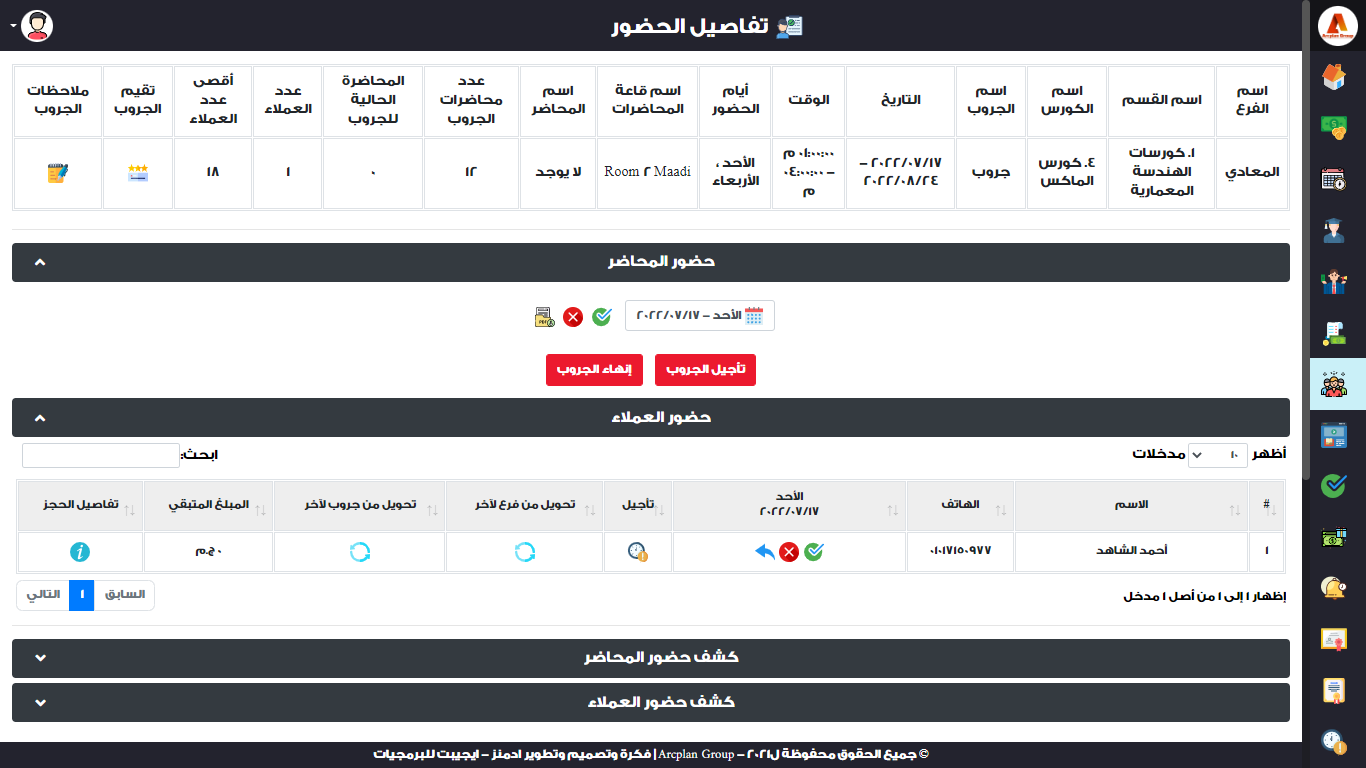 تفاصيل الحضور
Arcplan Group
اسم الفرع
اسم القسم
اسم الكورس
اسم الجروب
التاريخ
الوقت
أيام الحضور
اسم قاعة المحاضرات
اسم المحاضر
عدد محاضرات الجروب
المحاضرة الحالية للجروب
عدد العملاء
أقصى عدد العملاء
تقيم الجروب
ملاحظات الجروب
المعادي
١. كورسات الهندسة المعمارية
٤. كورس الماكس
جروب
٢٠٢٢/٠٧/١٧ – ٢٠٢٢/٠٨/٢٤
٠١:٠٠:٠٠ م – ٠٤:٠٠:٠٠ م
الأحد ، الأربعاء
Room ٢ Maadi
لا يوجد
١٢
٠
١
١٨
حضور المحاضر
الأحد – ٢٠٢٢/٠٧/١٧
تأجيل الجروب
إنهاء الجروب
حضور العملاء
أظهر ١٠ مدخلات
ابحث:
#
الاسم
الهاتف
الأحد
٢٠٢٢/٠٧/١٧
تأجيل
تحويل من فرع لآخر
تحويل من جروب لآخر
المبلغ المتبقي
تفاصيل الحجز
١
أحمد الشاهد
٠١٠١٧١٥٠٩٧٧
٠ ج.م
إظهار ١ إلى ١ من أصل ١ مدخل
السابق
١
التالي
كشف حضور المحاضر
كشف حضور العملاء
© جميع الحقوق محفوظة ل٢٠٢١ – Arcplan Group | فكرة وتصميم وتطوير ادمنز – ايجيبت للبرمجيات